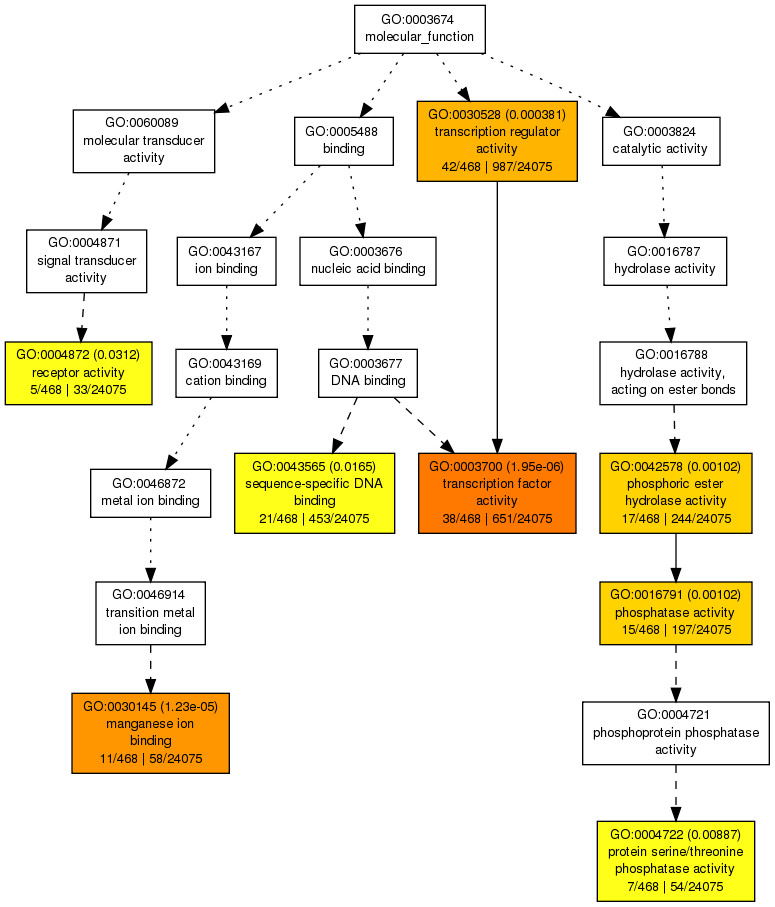 GO:0003674
molecular_function
GO:0060089
molecular transducer
activity
GO:0005488
binding
GO:0030528 (0.000381)
transcription regulator
activity
42/468 | 987/24075
GO:0003824
catalytic activity
GO:0004871
signal transducer
activity
GO:0043167
ion binding
GO:0003676
nucleic acid binding
GO:0016787
hydrolase activity
GO:0004872 (0.0312)
receptor activity
5/468 | 33/24075
GO:0043169
cation binding
GO:0003677
DNA binding
GO:0016788
hydrolase activity,
acting on ester bonds
GO:0046872
metal ion binding
GO:0043565 (0.0165)
sequence-specific DNA
binding
21/468 | 453/24075
GO:0003700 (1.95e-06)
transcription factor
activity
38/468 | 651/24075
GO:0042578 (0.00102)
phosphoric ester
hydrolase activity
17/468 | 244/24075
GO:0046914
transition metal
ion binding
GO:0016791 (0.00102)
phosphatase activity
15/468 | 197/24075
GO:0030145 (1.23e-05)
manganese ion
binding
11/468 | 58/24075
GO:0004721
phosphoprotein phosphatase
activity
GO:0004722 (0.00887)
protein serine/threonine
phosphatase activity
7/468 | 54/24075